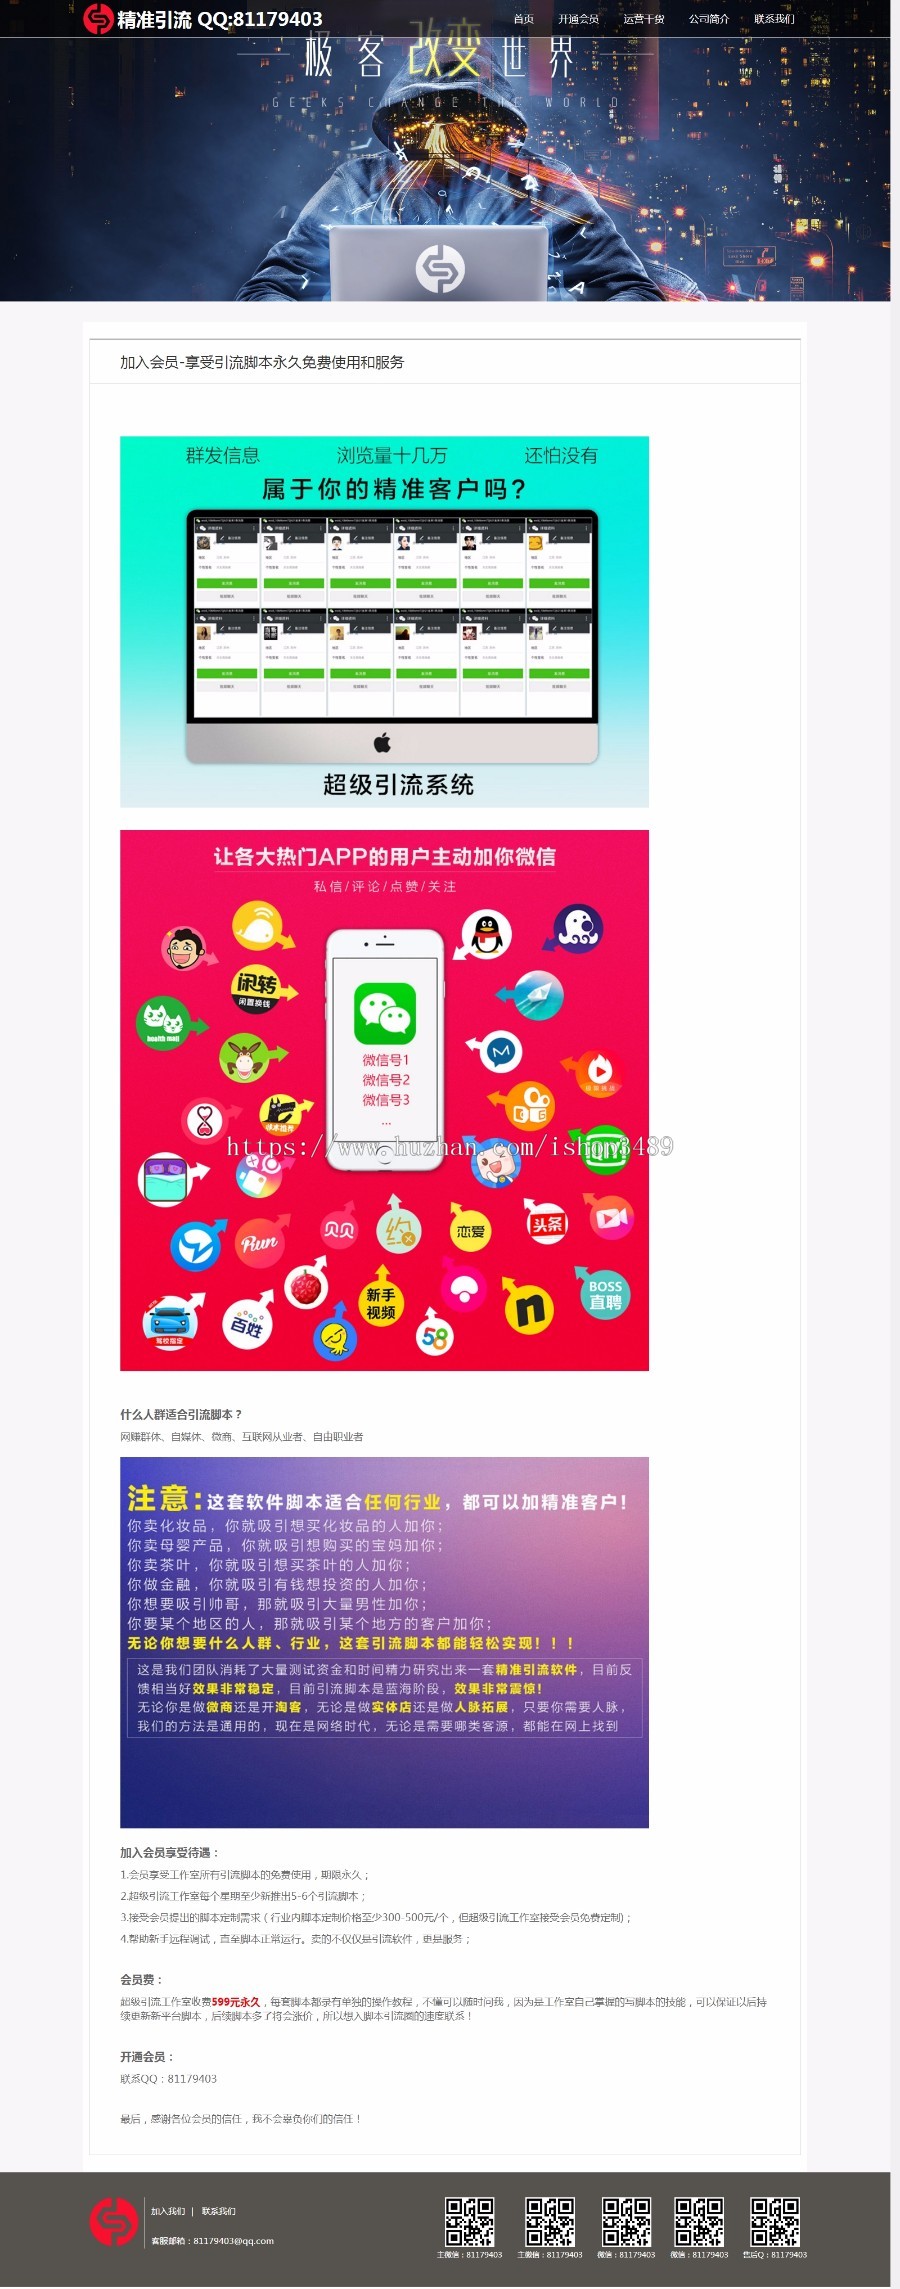 精准引流 QQ:81179403
首页 开通会员 运营干货 公司简介 联系我们
极客改变世界
GEEKS CHANGE THE WORLD
加入会员-享受引流脚本永久免费使用和服务
群发信息 浏览量十几万 还怕没有
属于你的精准客户吗?
超级引流系统
让各大热门APP的用户主动加你微信
私信/评论/点赞/关注
闲转
闲置换钱
health mall
微信号1
微信号2
微信号3
...
https://www.huzhan.com/ishop3489
Run
贝贝
约
恋爱
头条
新手
视频
BOSS
直聘
n
百姓
58
驾校指定
什么人群适合引流脚本?
网赚群体、自媒体、微商、互联网从业者、自由职业者
注意:这套软件脚本适合任何行业,都可以加精准客户!
你卖化妆品,你就吸引想买化妆品的人加你;
你卖母婴产品,你就吸引想购买的宝妈加你;
你卖茶叶,你就吸引想买茶叶的人加你;
你做金融,你就吸引有钱想投资的人加你;
你想要吸引帅哥,那就吸引大量男性加你;
你要某个地区的人,那就吸引某个地方的客户加你;
无论你想要什么人群、行业,这套引流脚本都能轻松实现!!!
这是我们团队消耗了大量测试资金和时间精力研究出来一套精准引流软件,目前反
馈相当好效果非常稳定,目前引流脚本是蓝海阶段,效果非常震惊!
无论你是做微商还是开淘客,无论是做实体店还是做人脉拓展,只要你需要人脉,
我们的方法是通用的,现在是网络时代,无论是需要哪类客源,都能在网上找到
加入会员享受待遇:
1.会员享受工作室所有引流脚本的免费使用,期限永久;
2.超级引流工作室每个星期至少新推出5-6个引流脚本;
3.接受会员提出的脚本定制需求(行业内脚本定制价格至少300-500元/个,但超级引流工作室接受会员免费定制);
4.帮助新手远程调试,直至脚本正常运行。卖的不仅仅是引流软件,更是服务;
会员费:
超级引流工作室收费599元永久,每套脚本都录有单独的操作教程,不懂可以随时问我,因为是工作室自己掌握的写脚本的技能,可以保证以后持
续更新新平台脚本,后续脚本多了将会涨价,所以想入脚本引流圈的速度联系!
开通会员:
联系QQ:81179403
最后,感谢各位会员的信任,我不会辜负你们的信任!
加入我们 | 联系我们
客服邮箱:81179403@qq.com
主微信:81179403 主微信:81179403 微信:81179403 微信:81179403 售后Q:81179403